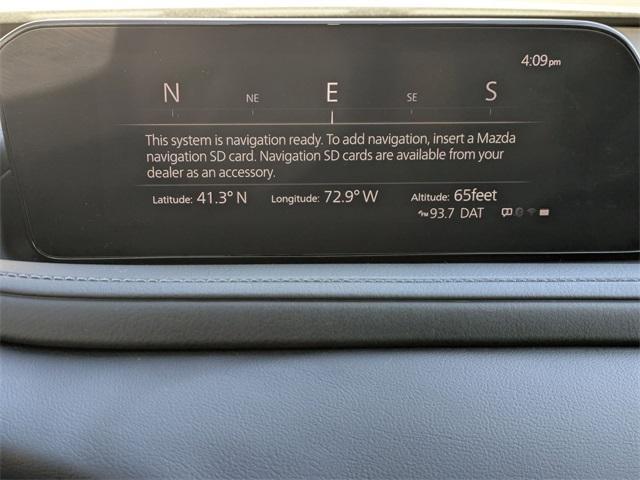 4:09pm
N NE E SE S
This system is navigation ready. To add navigation, insert a Mazda
navigation SD card. Navigation SD cards are available from your
dealer as an accessory.
Latitude: 41.3° N Longitude: 72.9° W Altitude: 65feet
FM 93.7 DAT